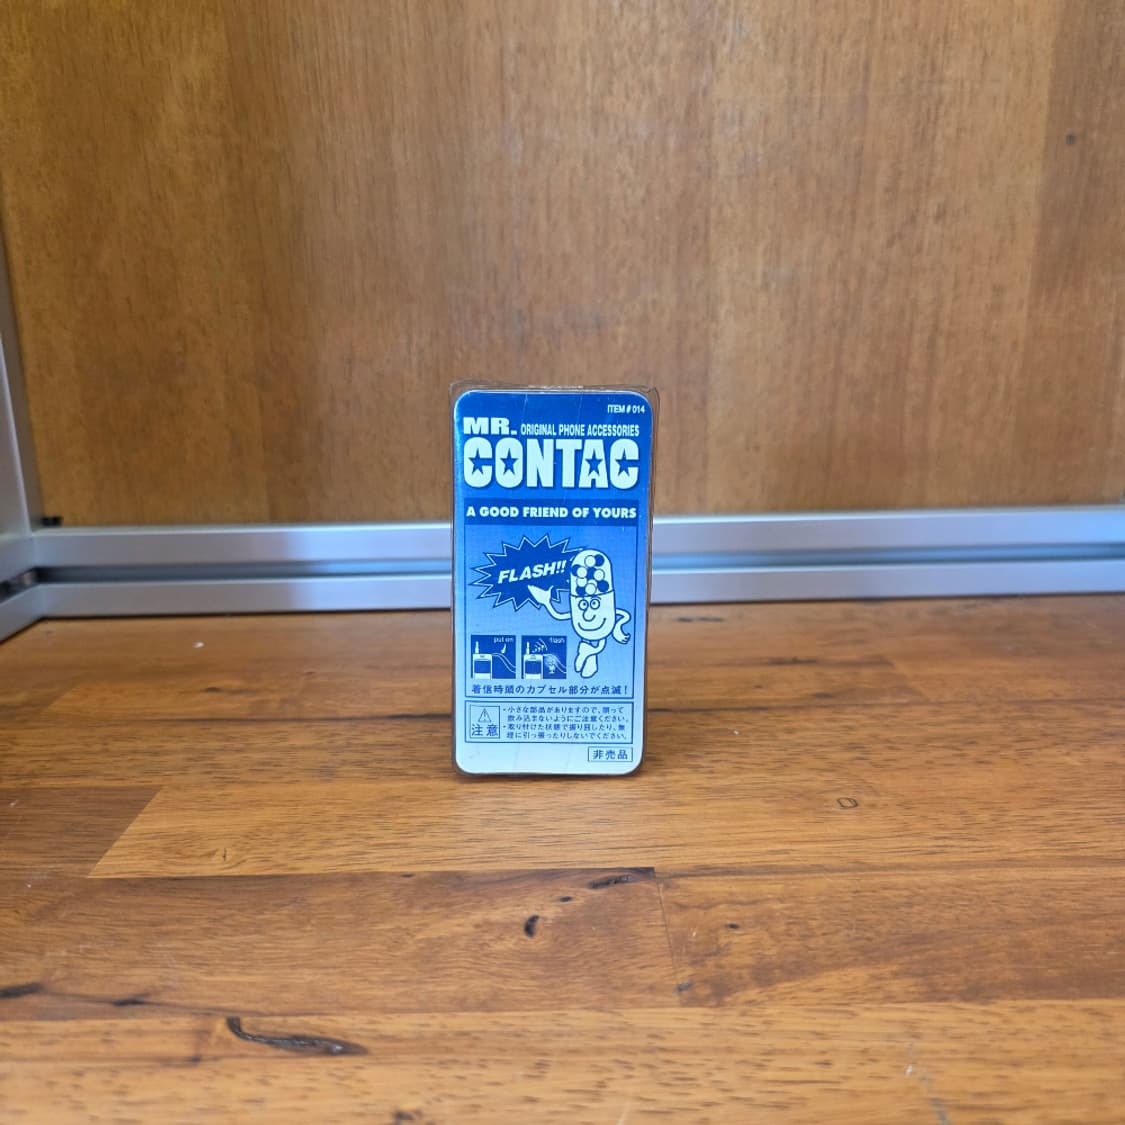 ITEM # 014
MR. ORIGINAL PHONE ACCESSORIES
CONTAC
A GOOD FRIEND OF YOURS
FLASH!!
put on
flash
着信時頭のカプセル部分が点滅！
注意
・小さな部品がありますので、誤って
飲み込まないようにご注意ください。
・取り付けた状態で振り回したり、無
理に引っ張ったりしないでください。
非売品